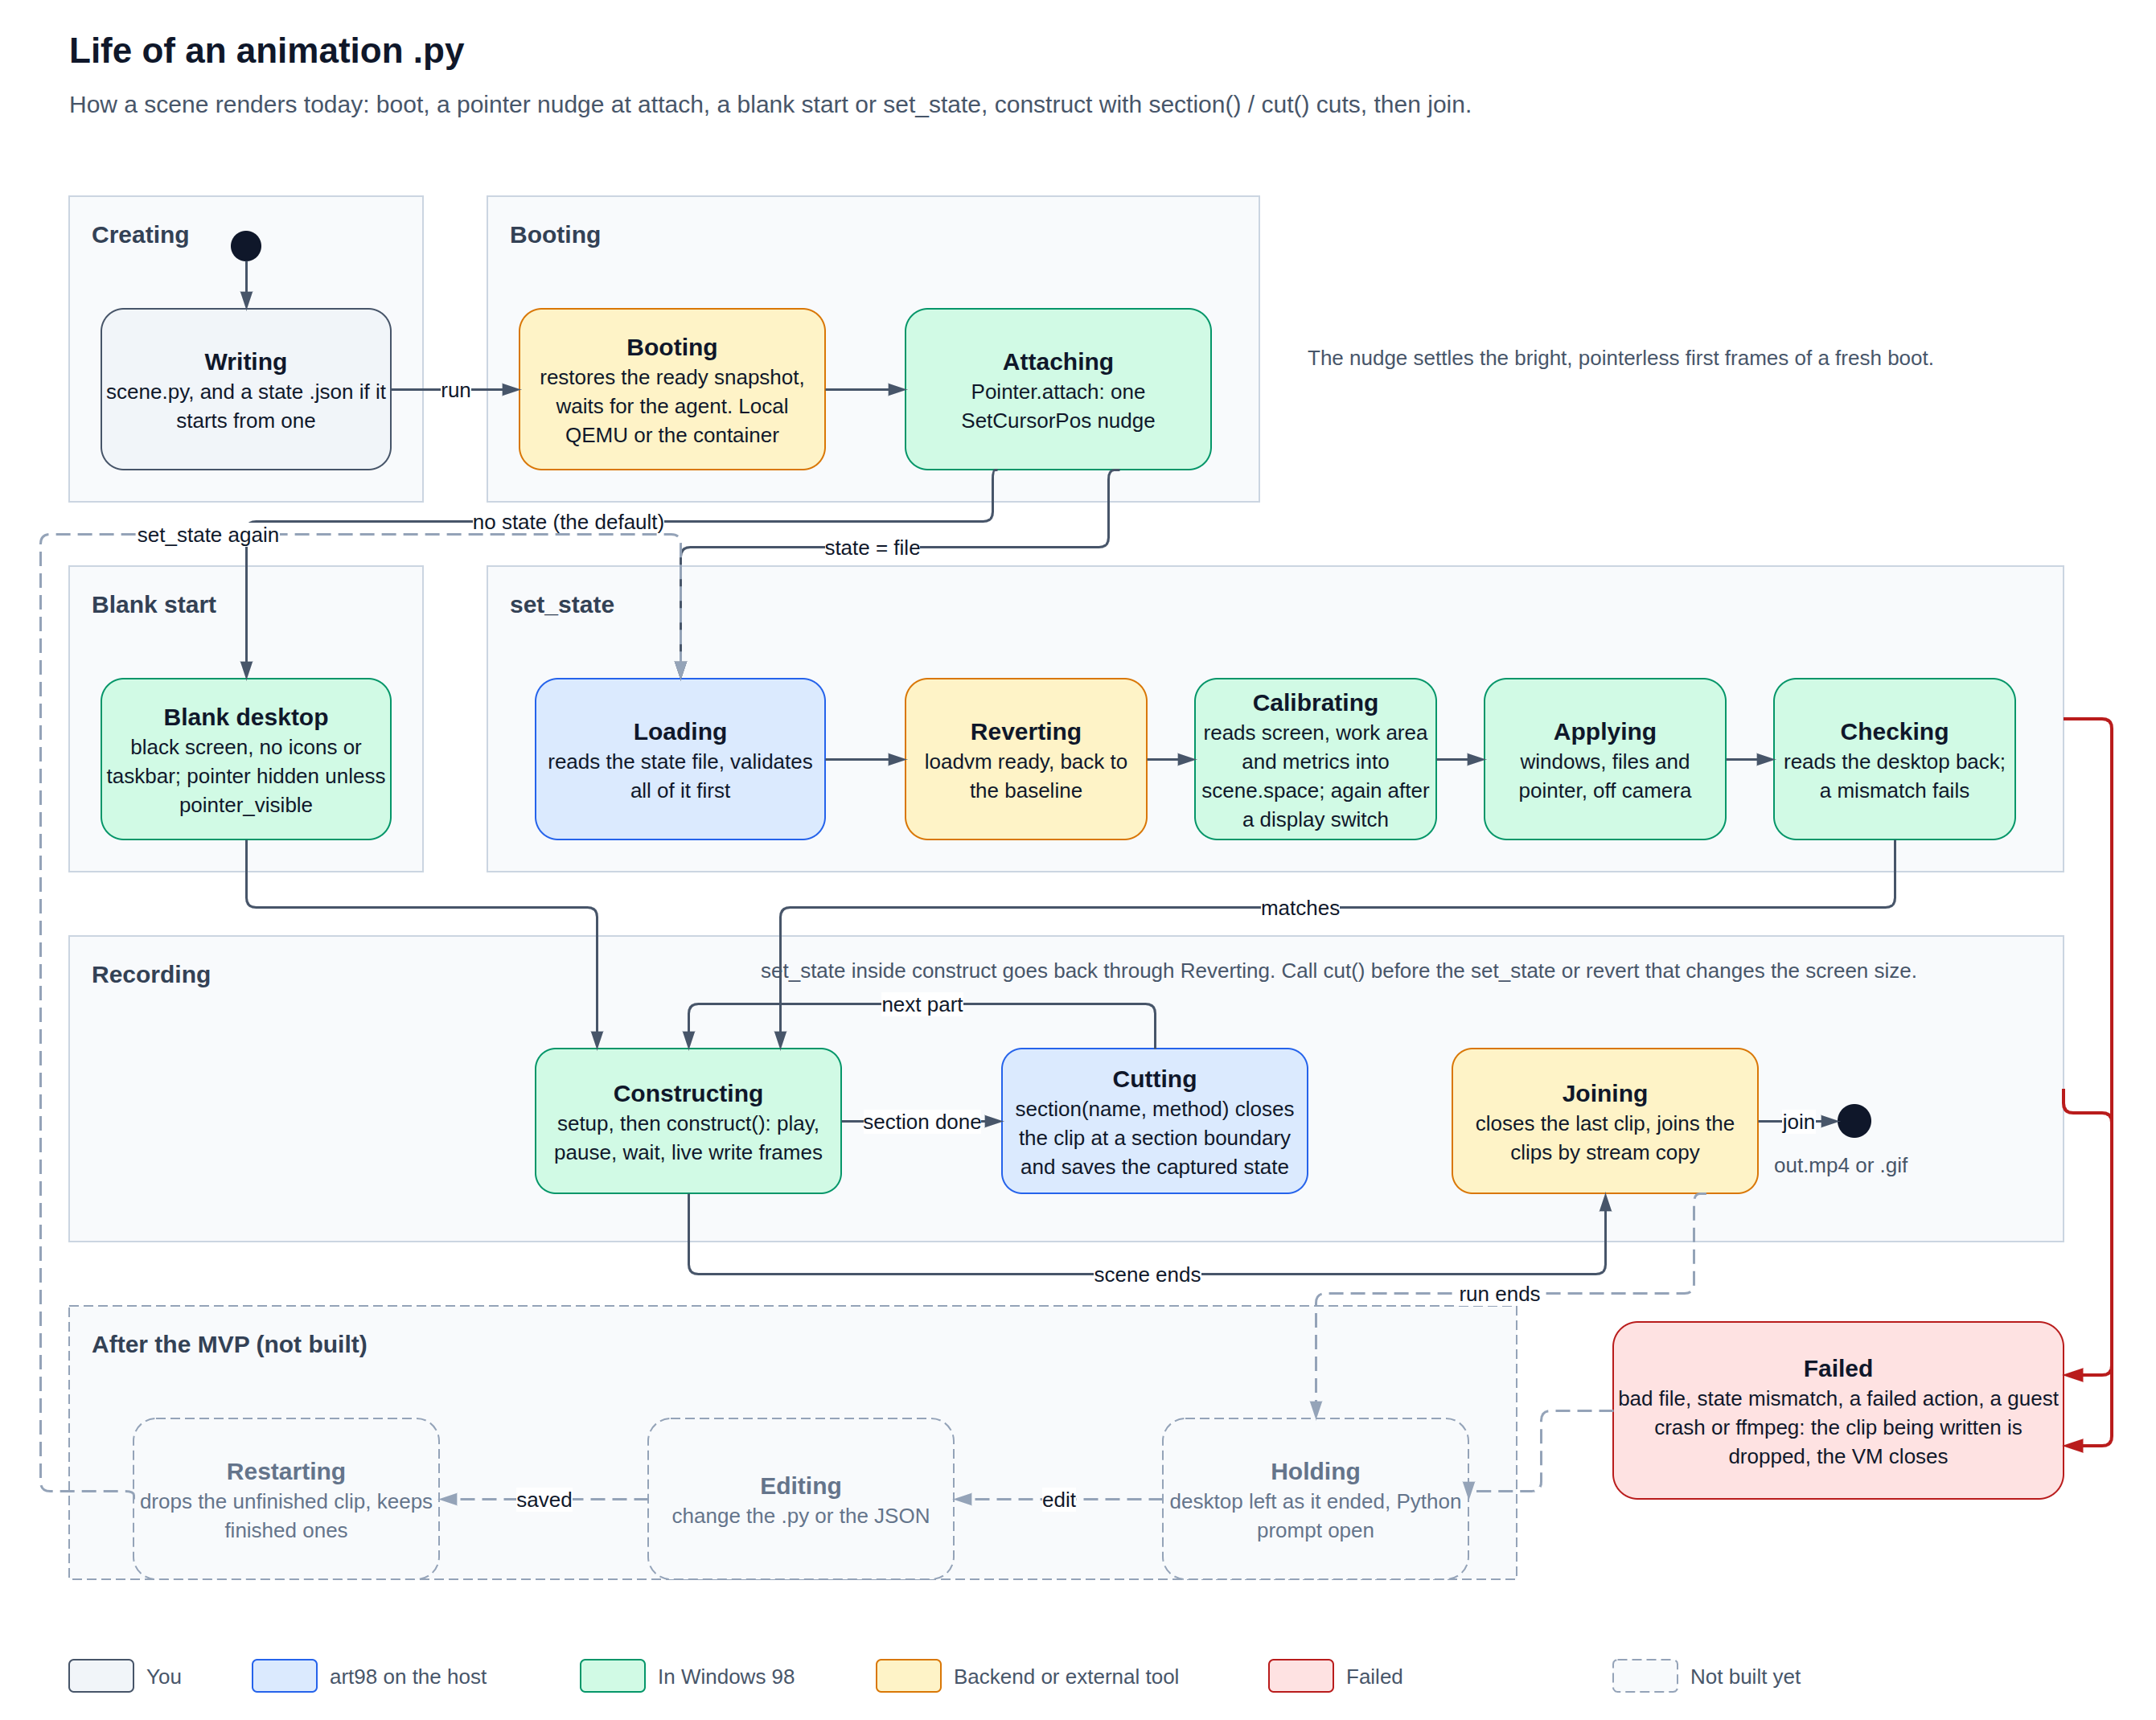 Life of an animation .py
How a scene renders today: boot, a pointer nudge at attach, a blank start or set_state, construct with section() / cut() cuts, then join.
Creating
Booting
Writing
scene.py, and a state .json if it
starts from one
run
Booting
restores the ready snapshot,
waits for the agent. Local
QEMU or the container
Attaching
Pointer.attach: one
SetCursorPos nudge
The nudge settles the bright, pointerless first frames of a fresh boot.
no state (the default)
set_state again
state = file
Blank start
set_state
Blank desktop
black screen, no icons or
taskbar; pointer hidden unless
pointer_visible
Loading
reads the state file, validates
all of it first
Reverting
loadvm ready, back to
the baseline
Calibrating
reads screen, work area
and metrics into
scene.space; again after
a display switch
Applying
windows, files and
pointer, off camera
Checking
reads the desktop back;
a mismatch fails
matches
Recording
set_state inside construct goes back through Reverting. Call cut() before the set_state or revert that changes the screen size.
next part
Constructing
setup, then construct(): play,
pause, wait, live write frames
section done
Cutting
section(name, method) closes
the clip at a section boundary
and saves the captured state
Joining
closes the last clip, joins the
clips by stream copy
join
out.mp4 or .gif
scene ends
run ends
After the MVP (not built)
Restarting
drops the unfinished clip, keeps
finished ones
saved
Editing
change the .py or the JSON
edit
Holding
desktop left as it ended, Python
prompt open
Failed
bad file, state mismatch, a failed action, a guest
crash or ffmpeg: the clip being written is
dropped, the VM closes
You
art98 on the host
In Windows 98
Backend or external tool
Failed
Not built yet